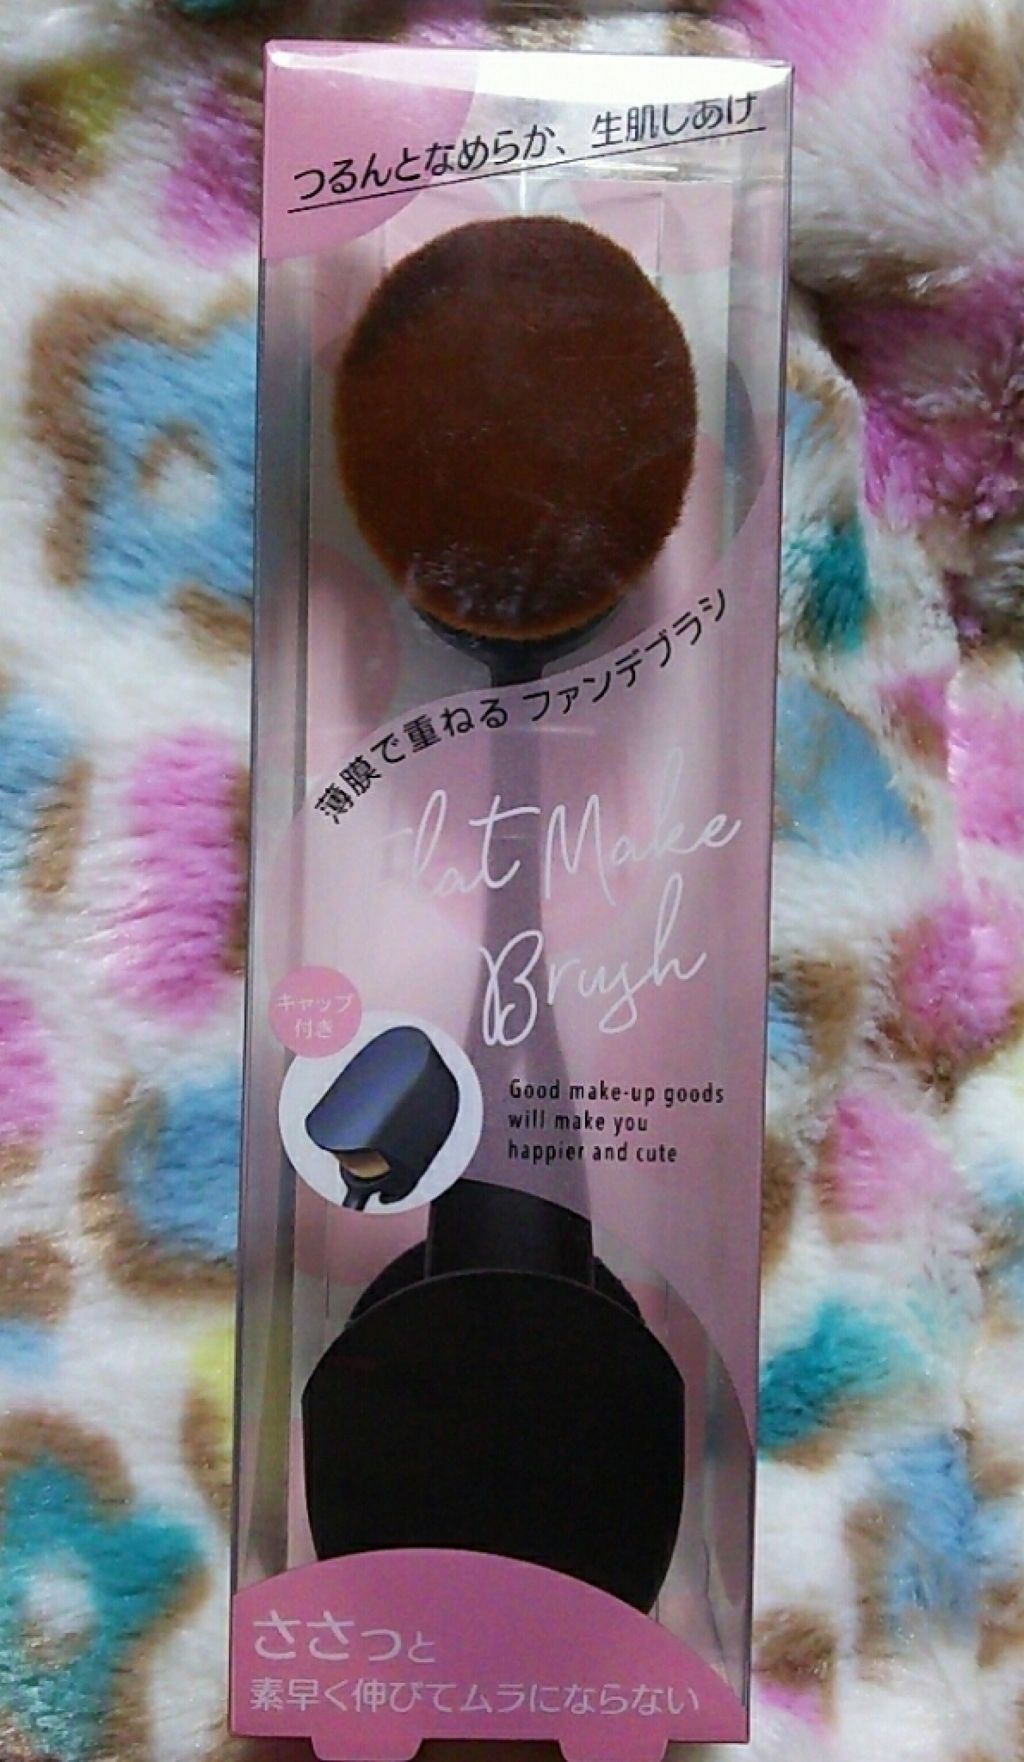 つるんとなめらか、生肌しあげ
薄膜で重ねる ファンデブラシ
Flat Make
Brush
キャップ
付き
Good make-up goods
will make you
happier and cute
ささっと
素早く伸びてムラにならない